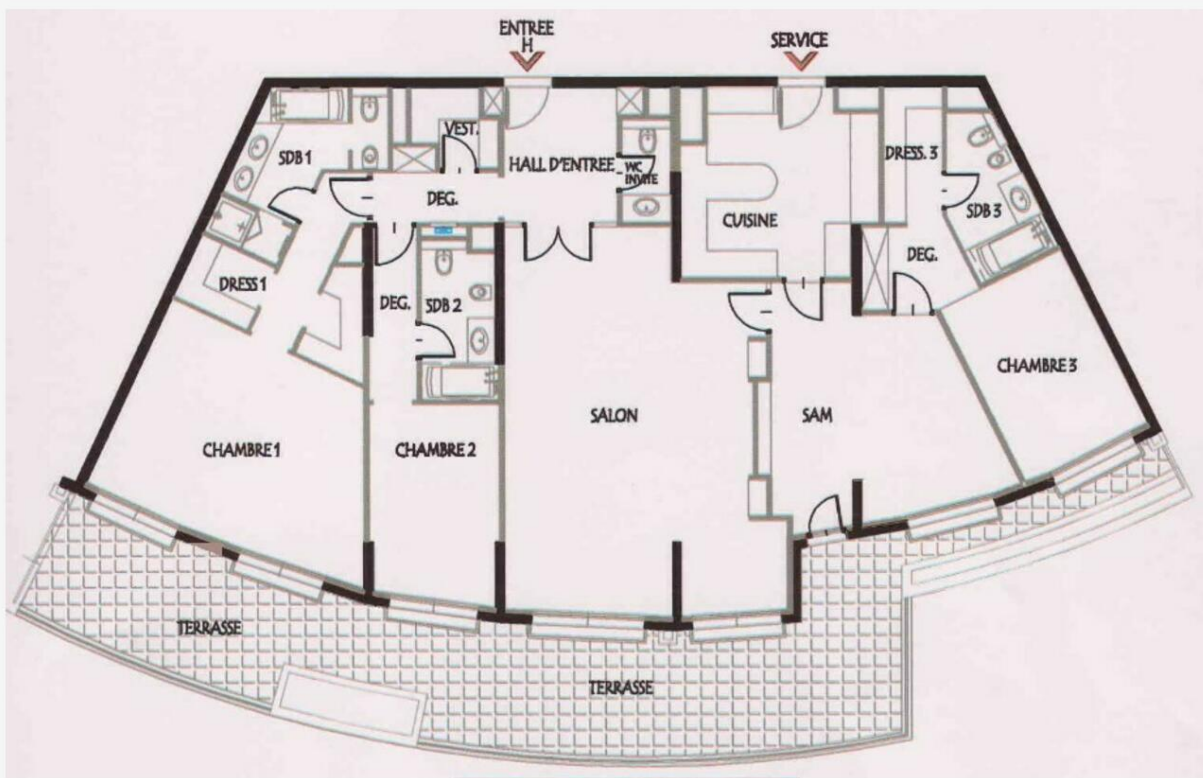 ENTREE
H
SERVICE
VEST.
SDB 1
HALL D'ENTREE
WC
INVITE
DRESS. 3
DEG.
CUISINE
SDB 3
DEG.
DRESS 1
DEG.
SDB 2
CHAMBRE 3
SALON
SAM
CHAMBRE 1
CHAMBRE 2
TERRASSE
TERRASSE